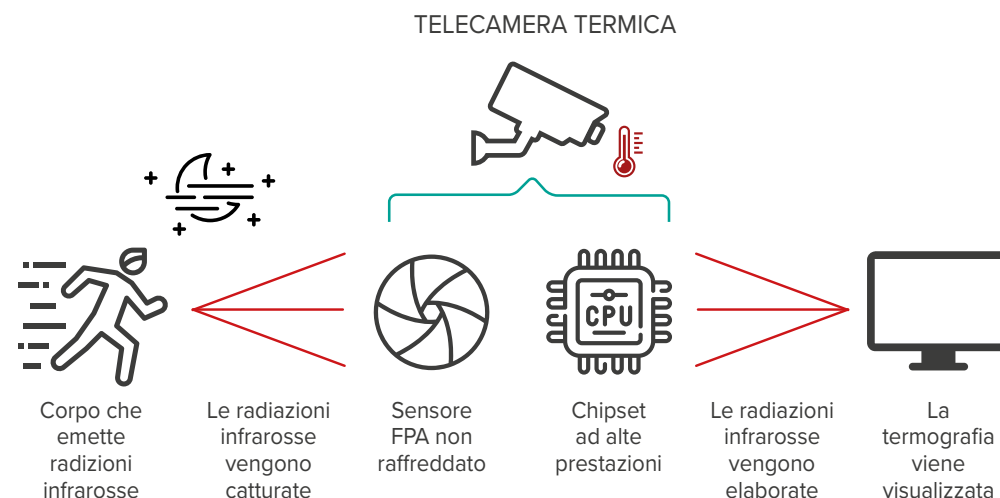 TELECAMERA TERMICA
CPU
Corpo che
emette
radizioni
infrarosse
Le radiazioni
infrarosse
vengono
catturate
Sensore
FPA non
raffreddato
Chipset
ad alte
prestazioni
Le radiazioni
infrarosse
vengono
elaborate
La
termografia
viene
visualizzata